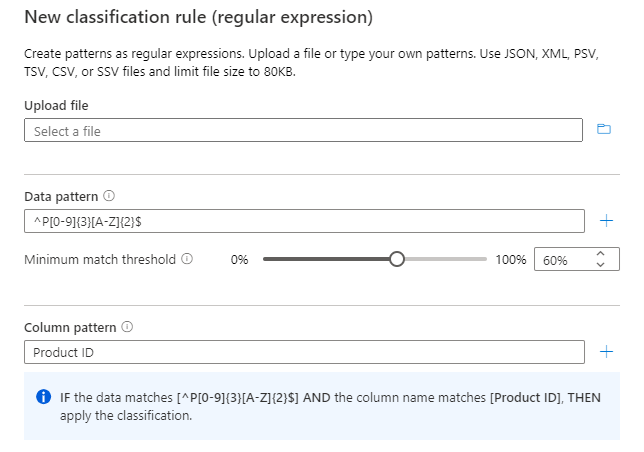 New classification rule (regular expression)
Create patterns as regular expressions. Upload a file or type your own patterns. Use JSON, XML, PSV,
TSV, CSV, or SSV files and limit file size to 80KB.
Upload file
Select a file
Data pattern
^P[0-9]{3}[A-Z]{2}$
Minimum match threshold 0% 100% 60%
Column pattern
Product ID
IF the data matches [^P[0-9]{3}[A-Z]{2}$] AND the column name matches [Product ID], THEN
apply the classification.